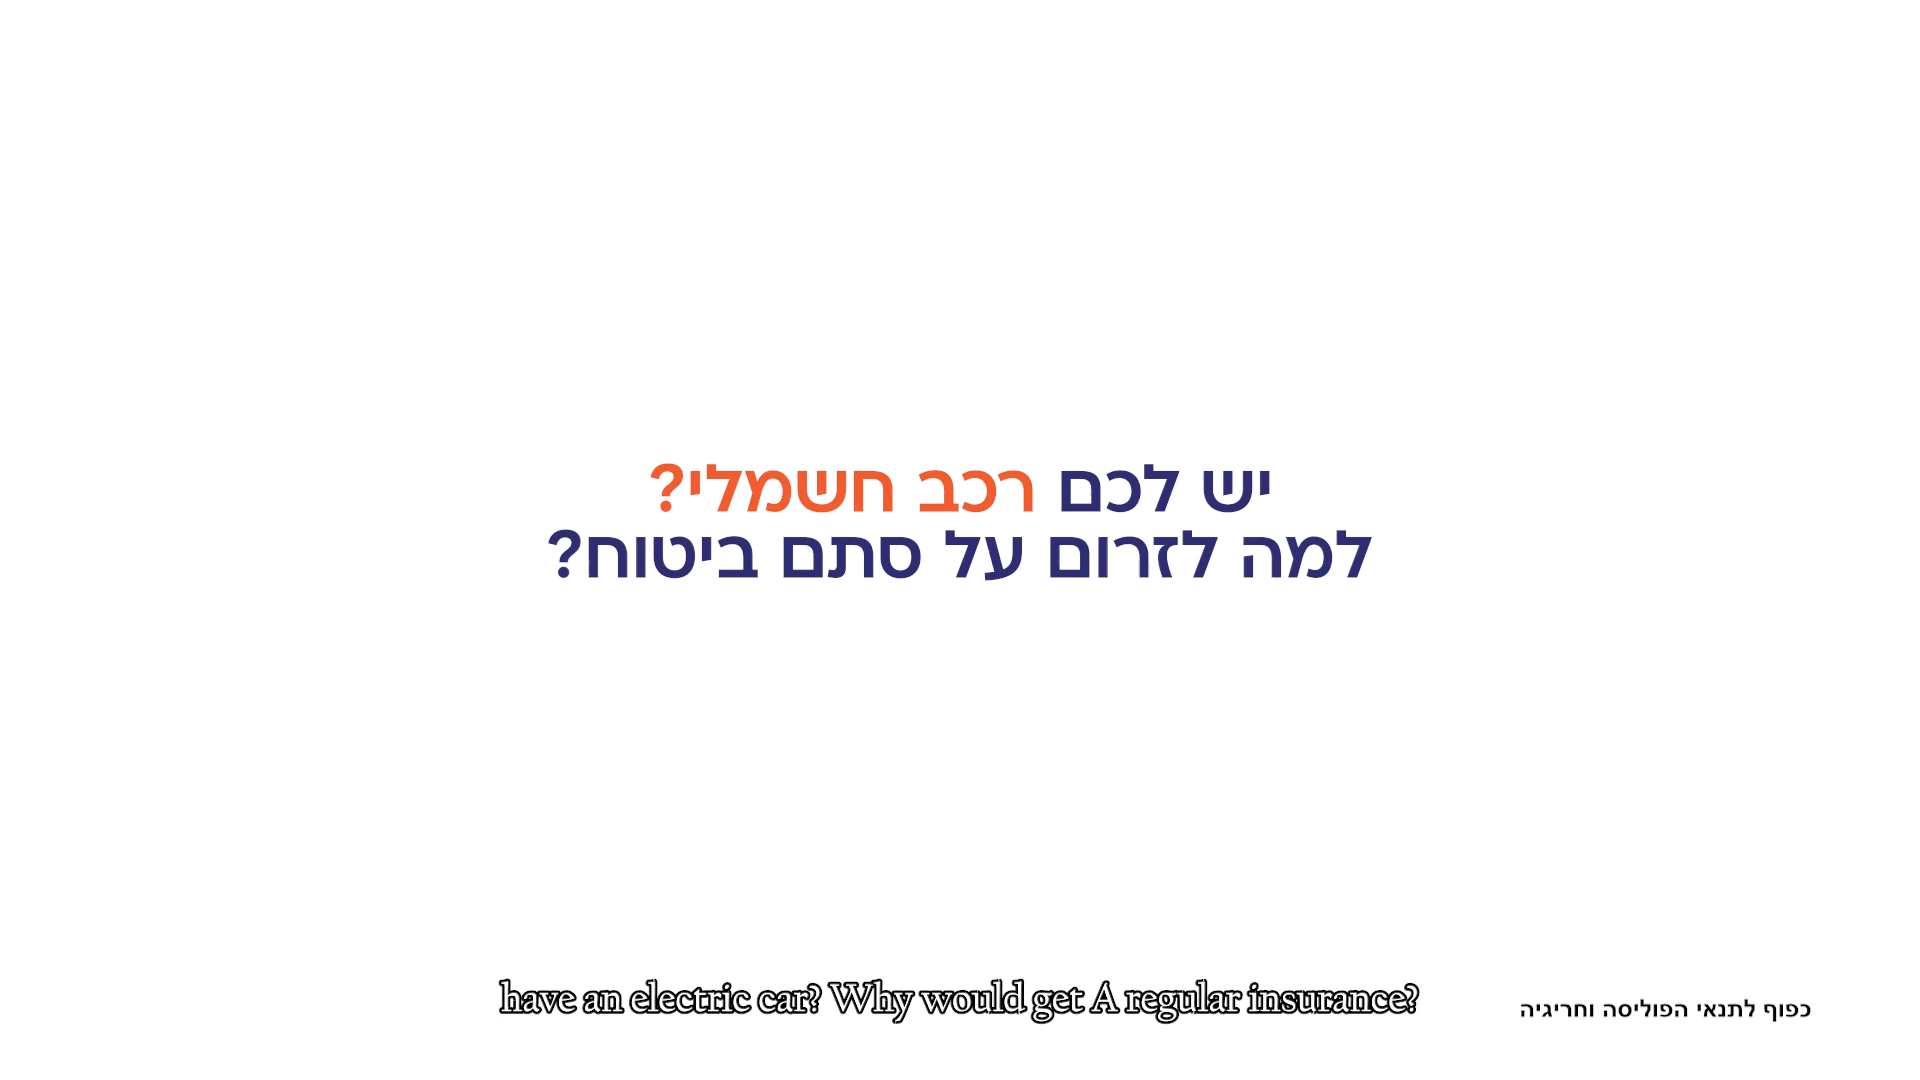 יש לכם רכב חשמלי?
למה לזרום על סתם ביטוח?
have an electric car? Why would get A regular insurance?
כפוף לתנאי הפוליסה וחריגיה